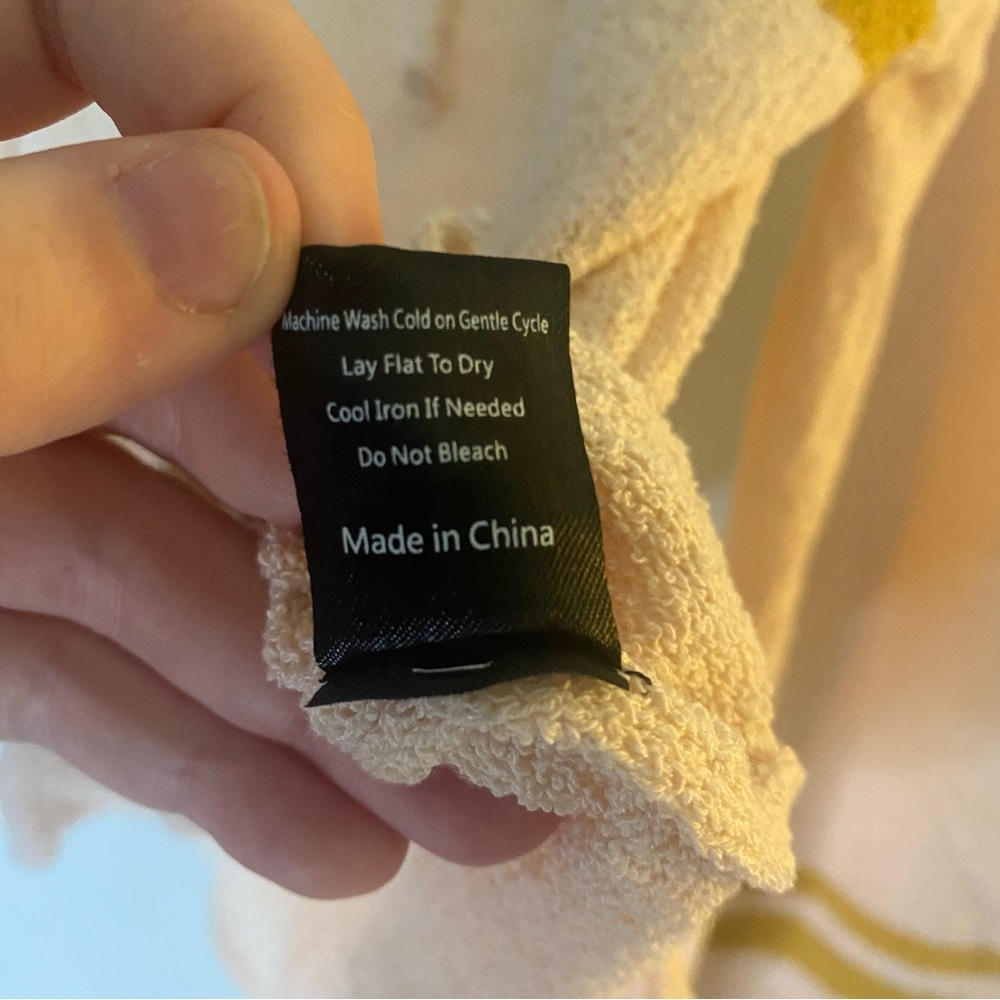 Machine Wash Cold on Gentle Cycle
Lay Flat To Dry
Cool Iron If Needed
Do Not Bleach
Made in China